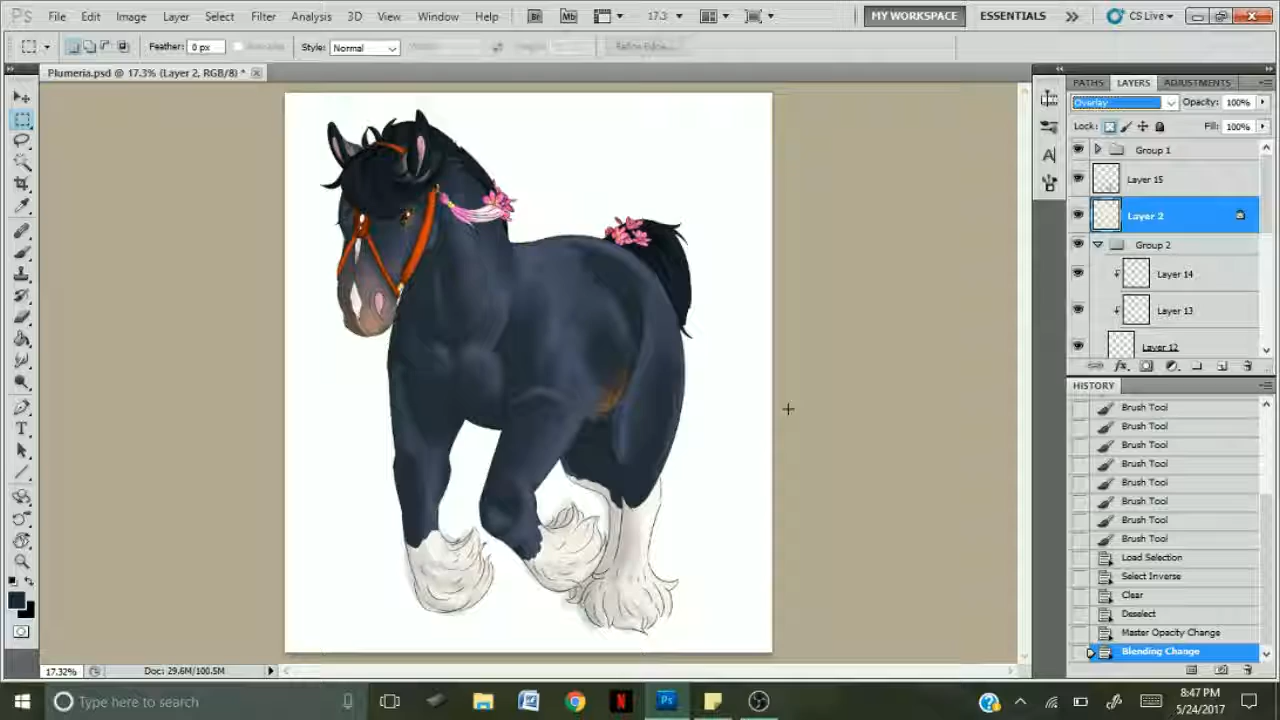 Ps File Edit Image Layer Select Filter Analysis 3D View Window Help Br Mb 17.3 MY WORKSPACE ESSENTIALS CS Live
Feather: 0 px Style: Normal Refine Edge...
Plumeria.psd @ 17.3% (Layer 2, RGB/8) *
PATHS LAYERS ADJUSTMENTS
Overlay Opacity: 100%
Lock: Fill: 100%
Group 1
Layer 15
Layer 2
Group 2
Layer 14
Layer 13
Layer 12
HISTORY
Brush Tool
Brush Tool
Brush Tool
Brush Tool
Brush Tool
Brush Tool
Brush Tool
Brush Tool
Load Selection
Select Inverse
Clear
Deselect
Master Opacity Change
Blending Change
17.32% Doc: 29.6M/100.5M
Type here to search
8:47 PM
5/24/2017